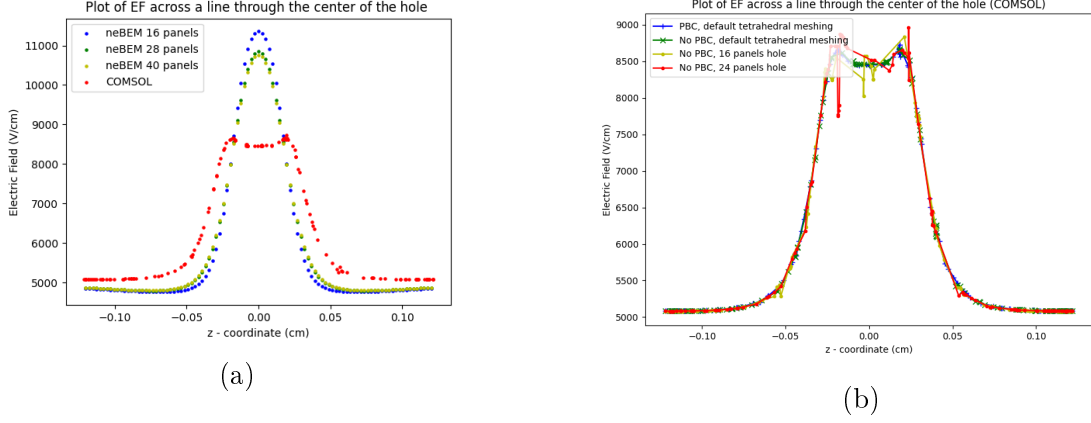 Plot of EF across a line through the center of the hole
neBEM 16 panels
neBEM 28 panels
neBEM 40 panels
COMSOL
11000
10000
9000
8000
7000
6000
5000
Electric Field (V/cm)
−0.10
−0.05
0.00
0.05
0.10
z - coordinate (cm)
(a)
Plot of EF across a line through the center of the hole (COMSOL)
PBC, default tetrahedral meshing
No PBC, default tetrahedral meshing
No PBC, 16 panels hole
No PBC, 24 panels hole
9000
8500
8000
7500
7000
6500
6000
5500
5000
Electric Field (V/cm)
−0.10
−0.05
0.00
0.05
0.10
z - coordinate (cm)
(b)